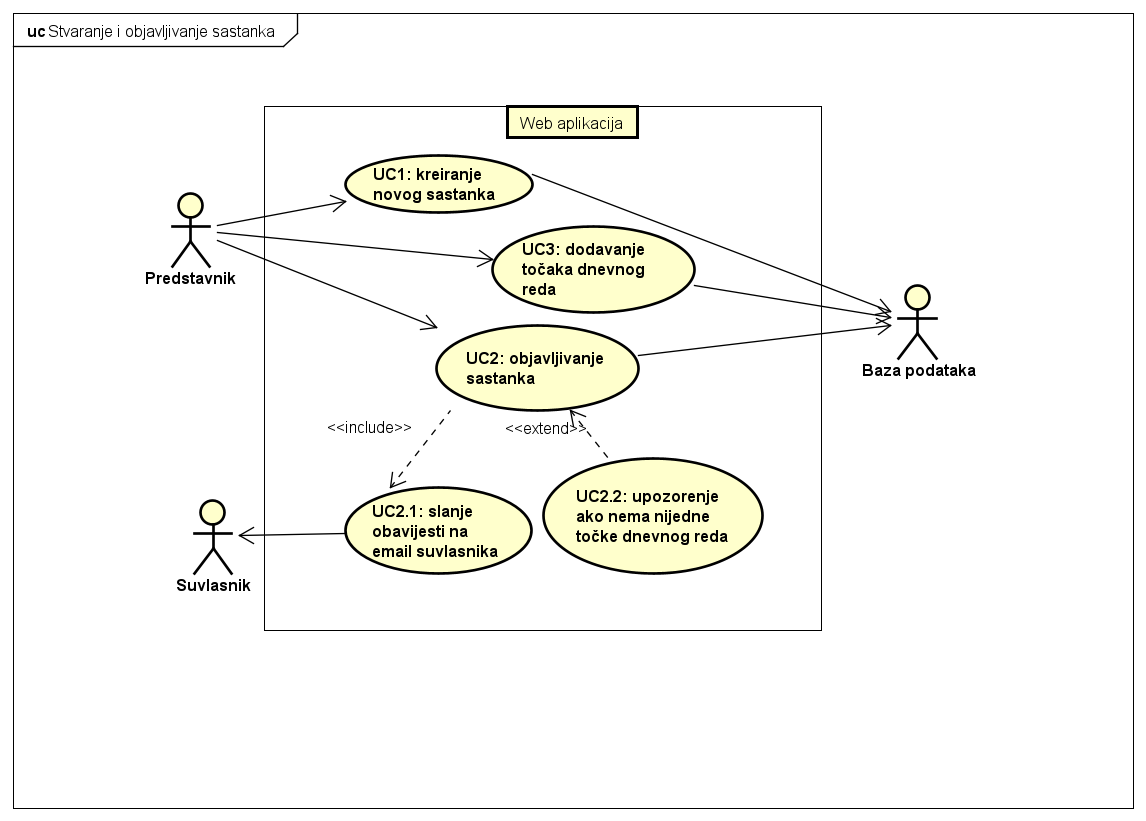 uc Stvaranje i objavljivanje sastanka
Web aplikacija
UC1: kreiranje
novog sastanka
UC3: dodavanje
točaka dnevnog
reda
Predstavnik
UC2: objavljivanje
sastanka
Baza podataka
<<include>>
<<extend>>
UC2.1: slanje
obavijesti na
email suvlasnika
UC2.2: upozorenje
ako nema nijedne
točke dnevnog reda
Suvlasnik